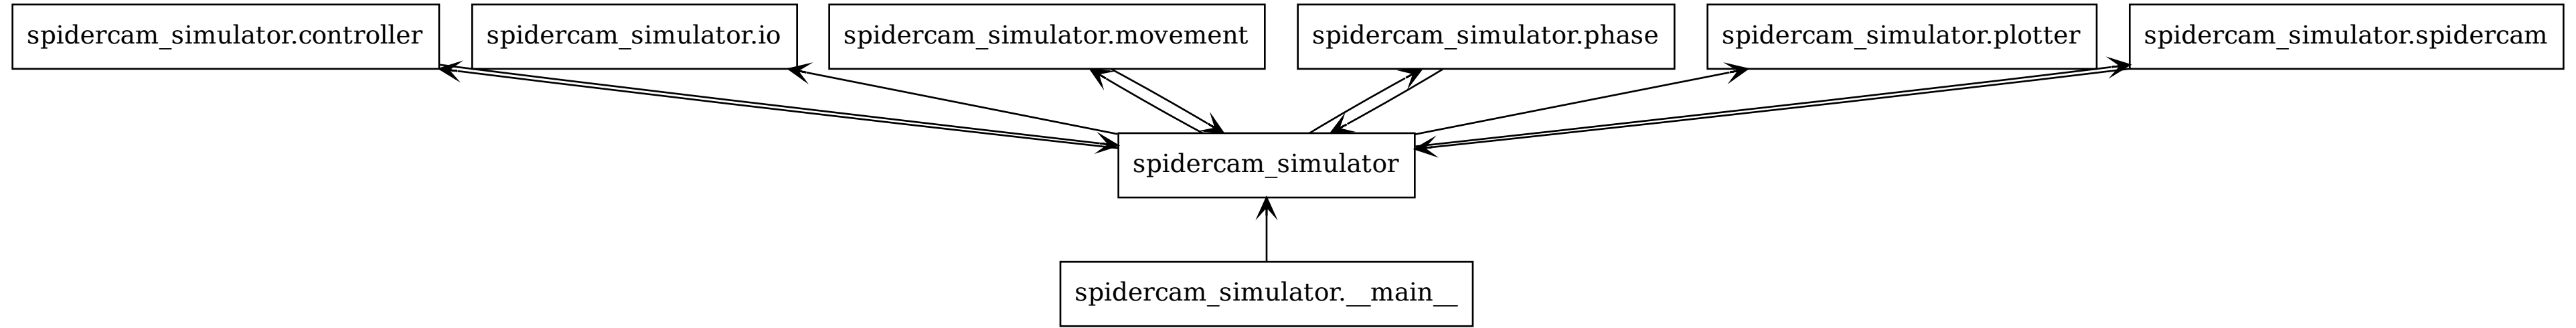 spidercam_simulator.controller
spidercam_simulator.io
spidercam_simulator.movement
spidercam_simulator.phase
spidercam_simulator.plotter
spidercam_simulator.spidercam
spidercam_simulator
spidercam_simulator.__main__